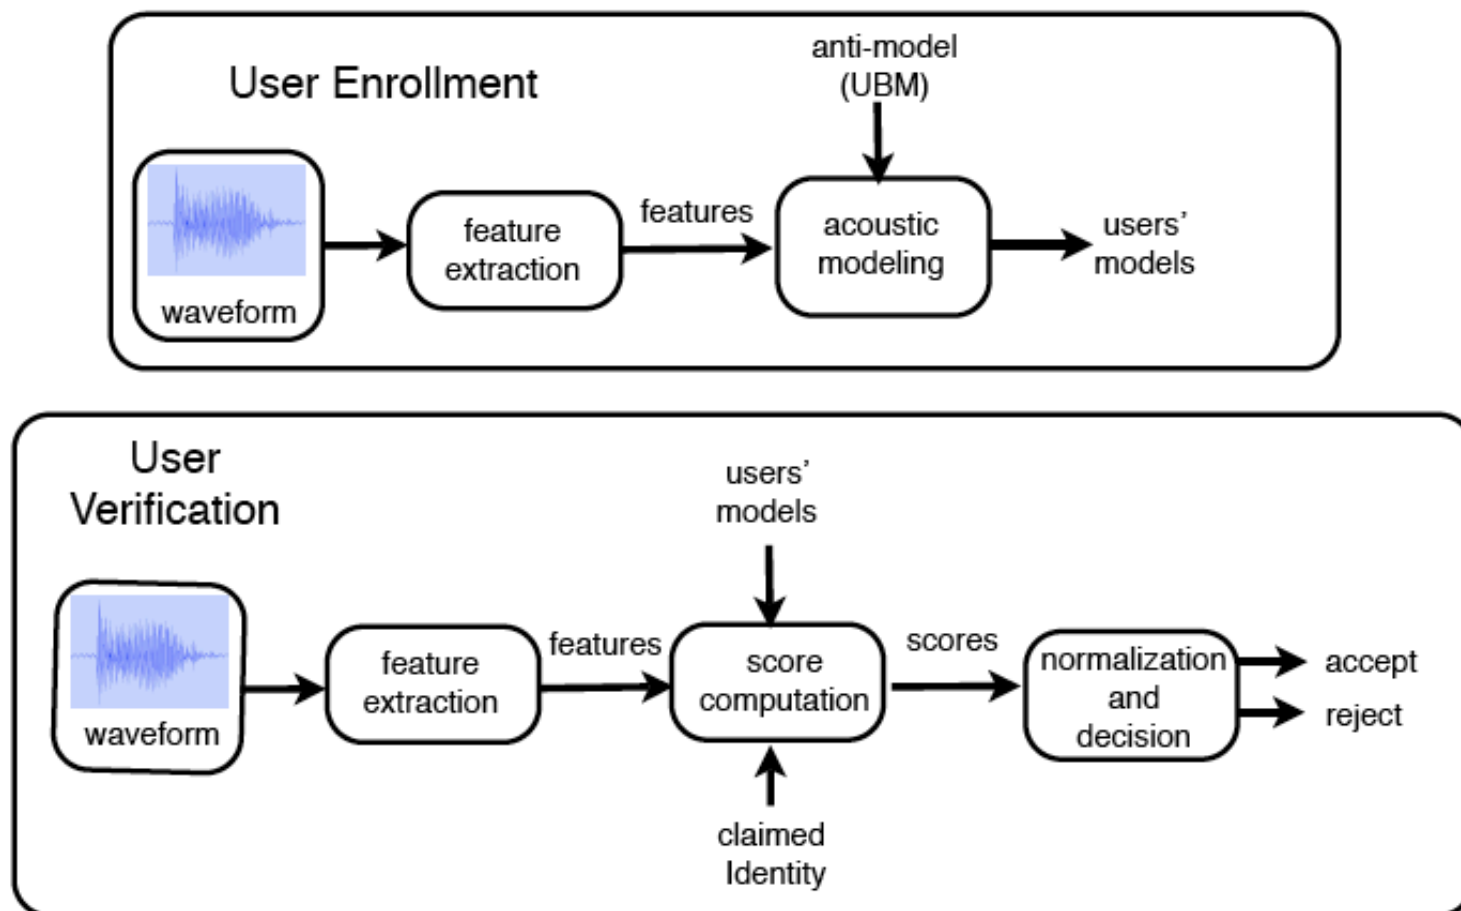 User Enrollment
anti-model
(UBM)
waveform
feature
extraction
features
acoustic
modeling
users’
models
User
Verification
users’
models
waveform
feature
extraction
features
score
computation
scores
normalization
and
decision
accept
reject
claimed
Identity